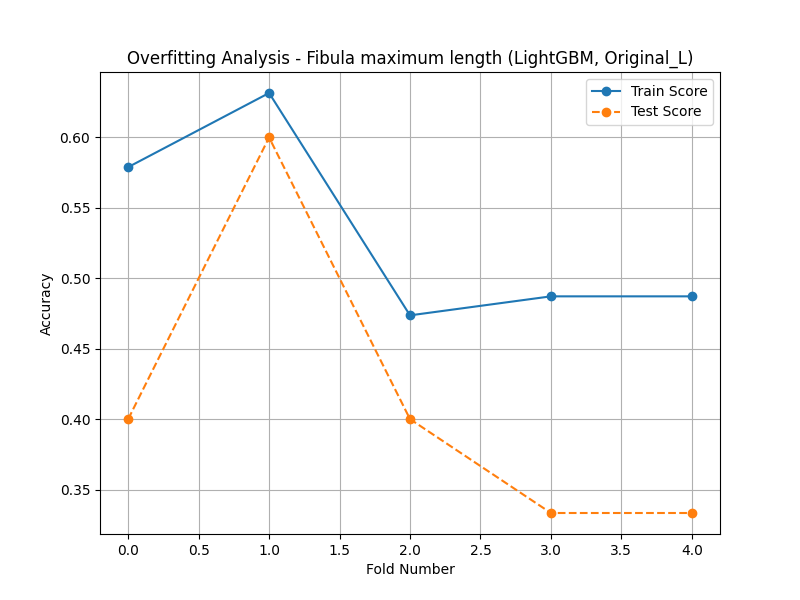 Overfitting Analysis - Fibula maximum length (LightGBM, Original_L)
Train Score
Test Score
Accuracy
0.60
0.55
0.50
0.45
0.40
0.35
0.0 0.5 1.0 1.5 2.0 2.5 3.0 3.5 4.0
Fold Number